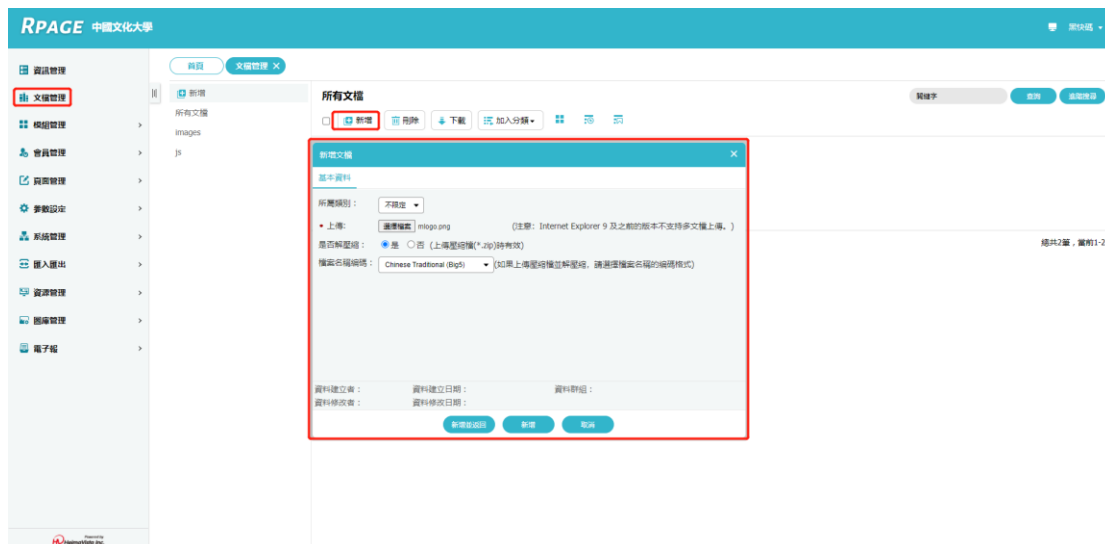 RPAGE 中國文化大學
黑快碼
資訊管理
文檔管理
模組管理
會員管理
頁面管理
參數設定
系統管理
匯入匯出
資源管理
圖庫管理
電子報
首頁
文檔管理 ×
新增
所有文檔
images
js
所有文檔
關鍵字
查詢
進階搜尋
新增
刪除
下載
加入分類
新增文檔 ×
基本資料
所屬類別：
不限定
• 上傳：
選擇檔案 mlogo.png
(注意：Internet Explorer 9 及之前的版本不支持多文檔上傳。)
是否解壓縮：
是 否 (上傳壓縮檔(*.zip)時有效)
檔案名稱編碼：
Chinese Traditional (Big5)
(如果上傳壓縮檔並解壓縮，請選擇檔案名稱的編碼格式)
總共2筆，當前1-2
資料建立者： 資料建立日期： 資料群組：
資料修改者： 資料修改日期：
新增並返回 新增 取消
Powered by
HeimaVista Inc.